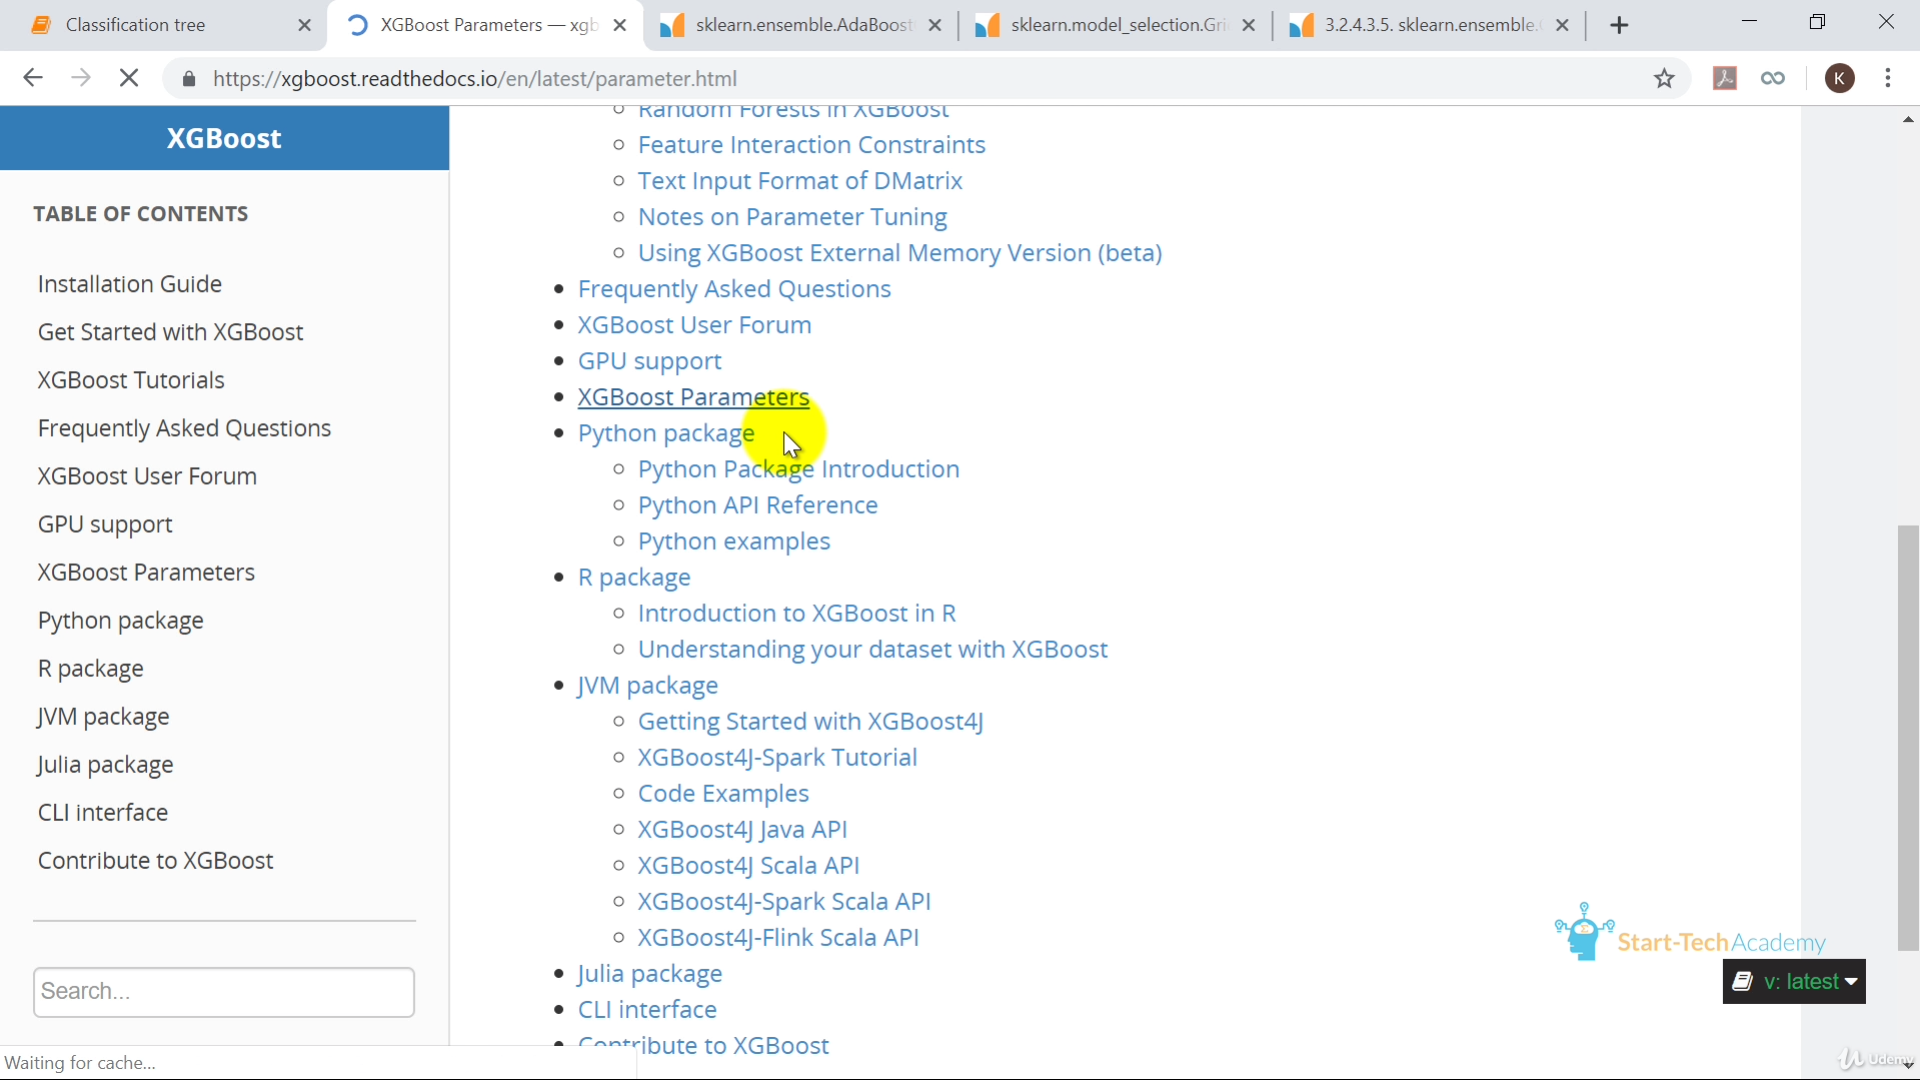 Classification tree
XGBoost Parameters — xgb
sklearn.ensemble.AdaBoost
sklearn.model_selection.Gri
3.2.4.3.5. sklearn.ensemble.
https://xgboost.readthedocs.io/en/latest/parameter.html
K
XGBoost
TABLE OF CONTENTS
Installation Guide
Get Started with XGBoost
XGBoost Tutorials
Frequently Asked Questions
XGBoost User Forum
GPU support
XGBoost Parameters
Python package
R package
JVM package
Julia package
CLI interface
Contribute to XGBoost
Search...
Waiting for cache...
Random Forests in XGBoost
Feature Interaction Constraints
Text Input Format of DMatrix
Notes on Parameter Tuning
Using XGBoost External Memory Version (beta)
Frequently Asked Questions
XGBoost User Forum
GPU support
XGBoost Parameters
Python package
Python Package Introduction
Python API Reference
Python examples
R package
Introduction to XGBoost in R
Understanding your dataset with XGBoost
JVM package
Getting Started with XGBoost4J
XGBoost4J-Spark Tutorial
Code Examples
XGBoost4J Java API
XGBoost4J Scala API
XGBoost4J-Spark Scala API
XGBoost4J-Flink Scala API
Julia package
CLI interface
Contribute to XGBoost
Start-Tech Academy
v: latest
Udemy